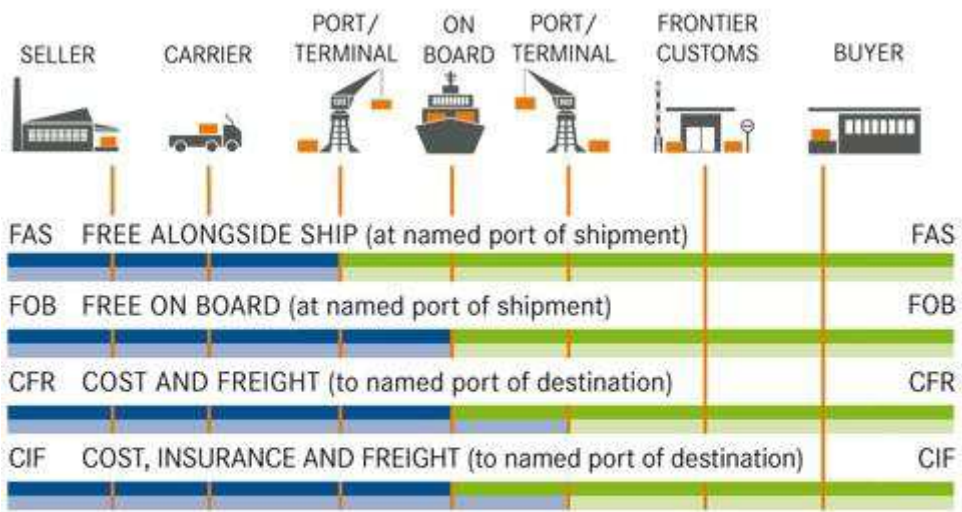 SELLER
CARRIER
PORT/
TERMINAL
ON
BOARD
PORT/
TERMINAL
FRONTIER
CUSTOMS
BUYER
FAS FREE ALONGSIDE SHIP (at named port of shipment) FAS
FOB FREE ON BOARD (at named port of shipment) FOB
CFR COST AND FREIGHT (to named port of destination) CFR
CIF COST, INSURANCE AND FREIGHT (to named port of destination) CIF